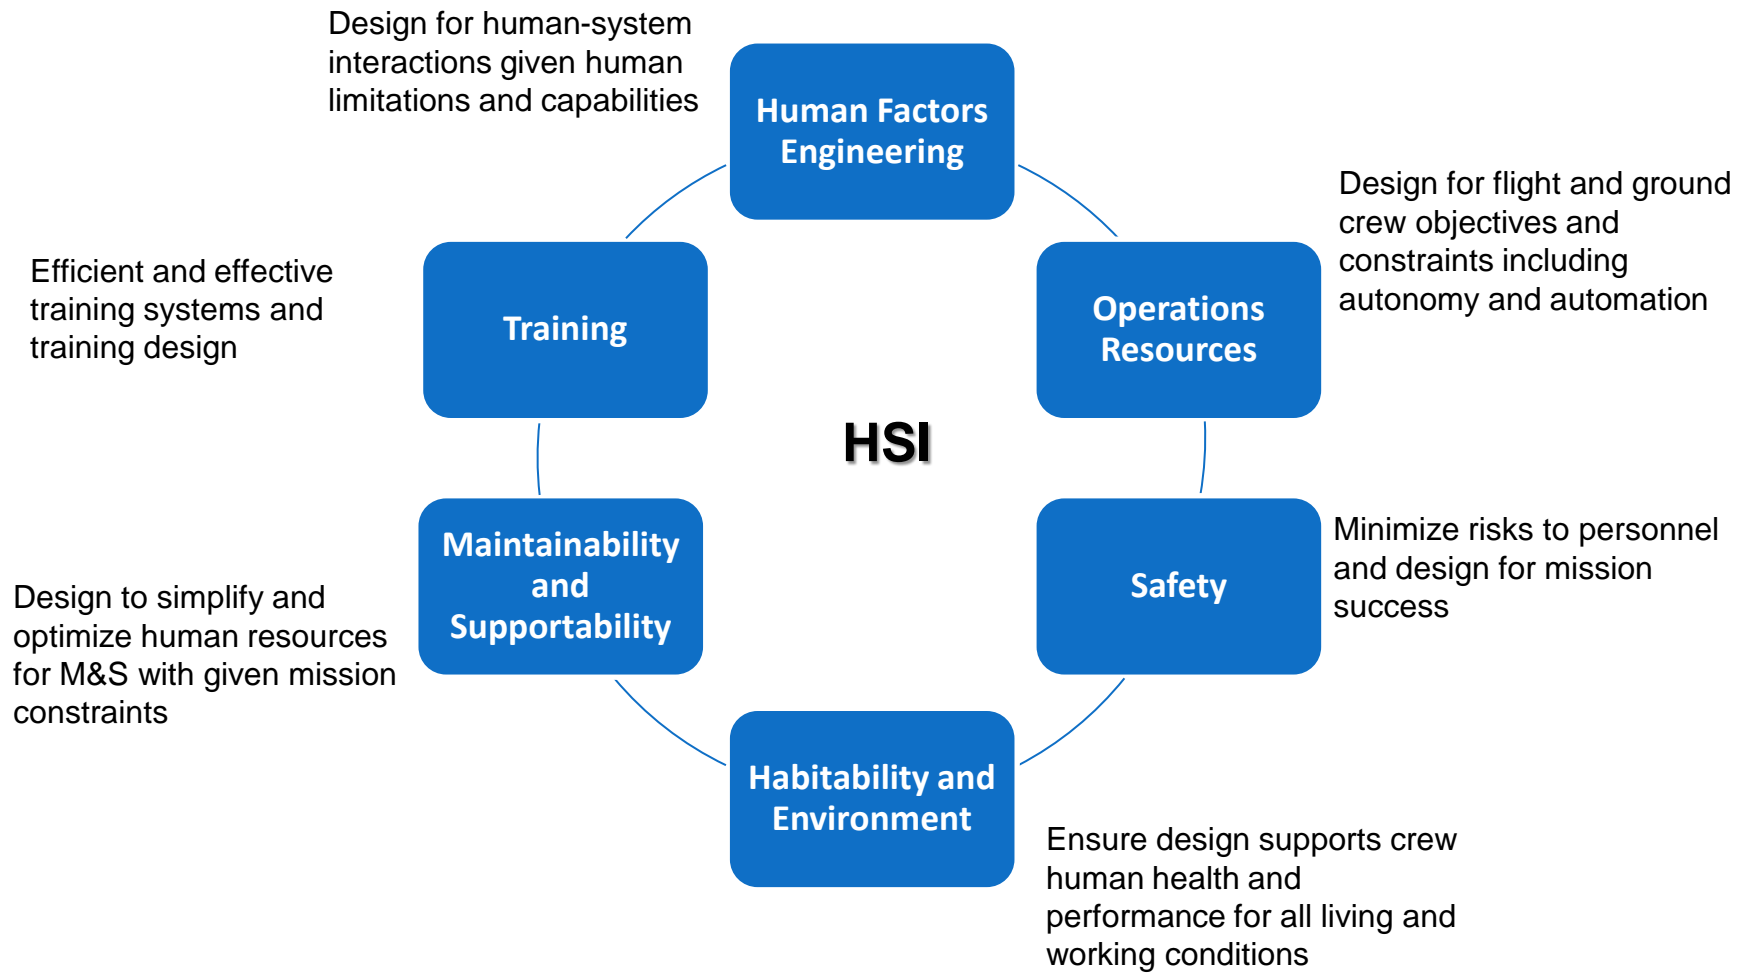 Design for human-system
interactions given human
limitations and capabilities
Human Factors
Engineering
Design for flight and ground
crew objectives and
constraints including
autonomy and automation
Operations
Resources
Efficient and effective
training systems and
training design
Training
HSI
Maintainability
and
Supportability
Design to simplify and
optimize human resources
for M&S with given mission
constraints
Safety
Minimize risks to personnel
and design for mission
success
Habitability and
Environment
Ensure design supports crew
human health and
performance for all living and
working conditions